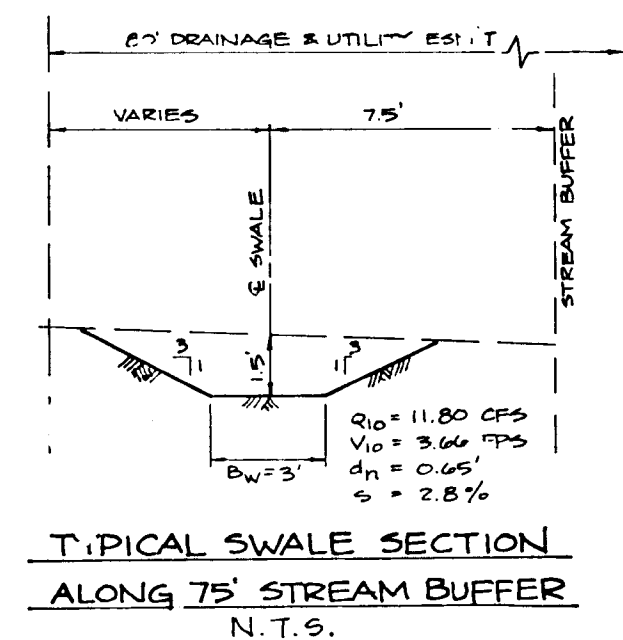 DRAINAGE & UTILITY
VARIES
7.5'
STREAM BUFFER
℄ SWALE
3
1
1.5'
3
1
BW=3'
Q10 = 11.80 CFS
V10 = 3.66 FPS
dn = 0.65'
S = 2.8%
TYPICAL SWALE SECTION
ALONG 75' STREAM BUFFER
N.T.S.